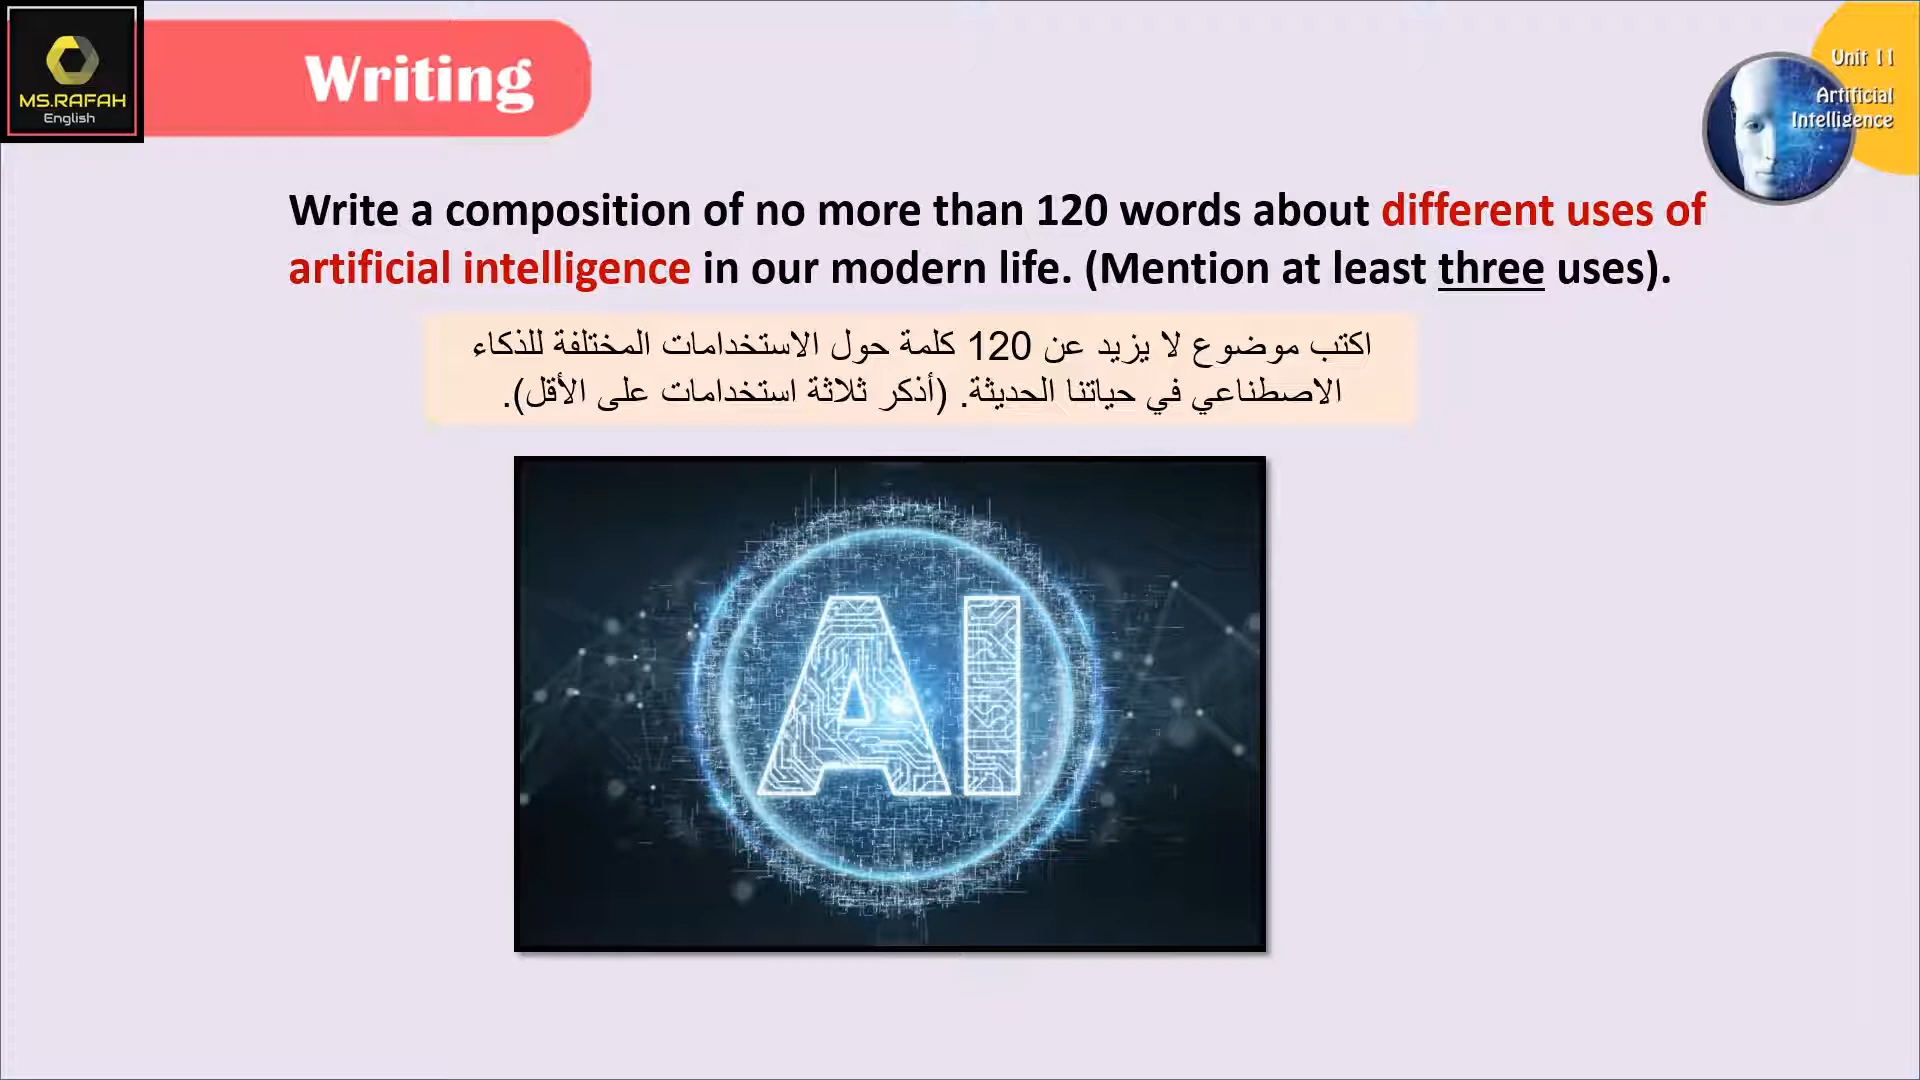 MS.RAFAH
English
Writing
Unit 11
Artificial
Intelligence
Write a composition of no more than 120 words about different uses of
artificial intelligence in our modern life. (Mention at least three uses).
اكتب موضوع لا يزيد عن 120 كلمة حول الاستخدامات المختلفة للذكاء
الاصطناعي في حياتنا الحديثة. (أذكر ثلاثة استخدامات على الأقل).
AI